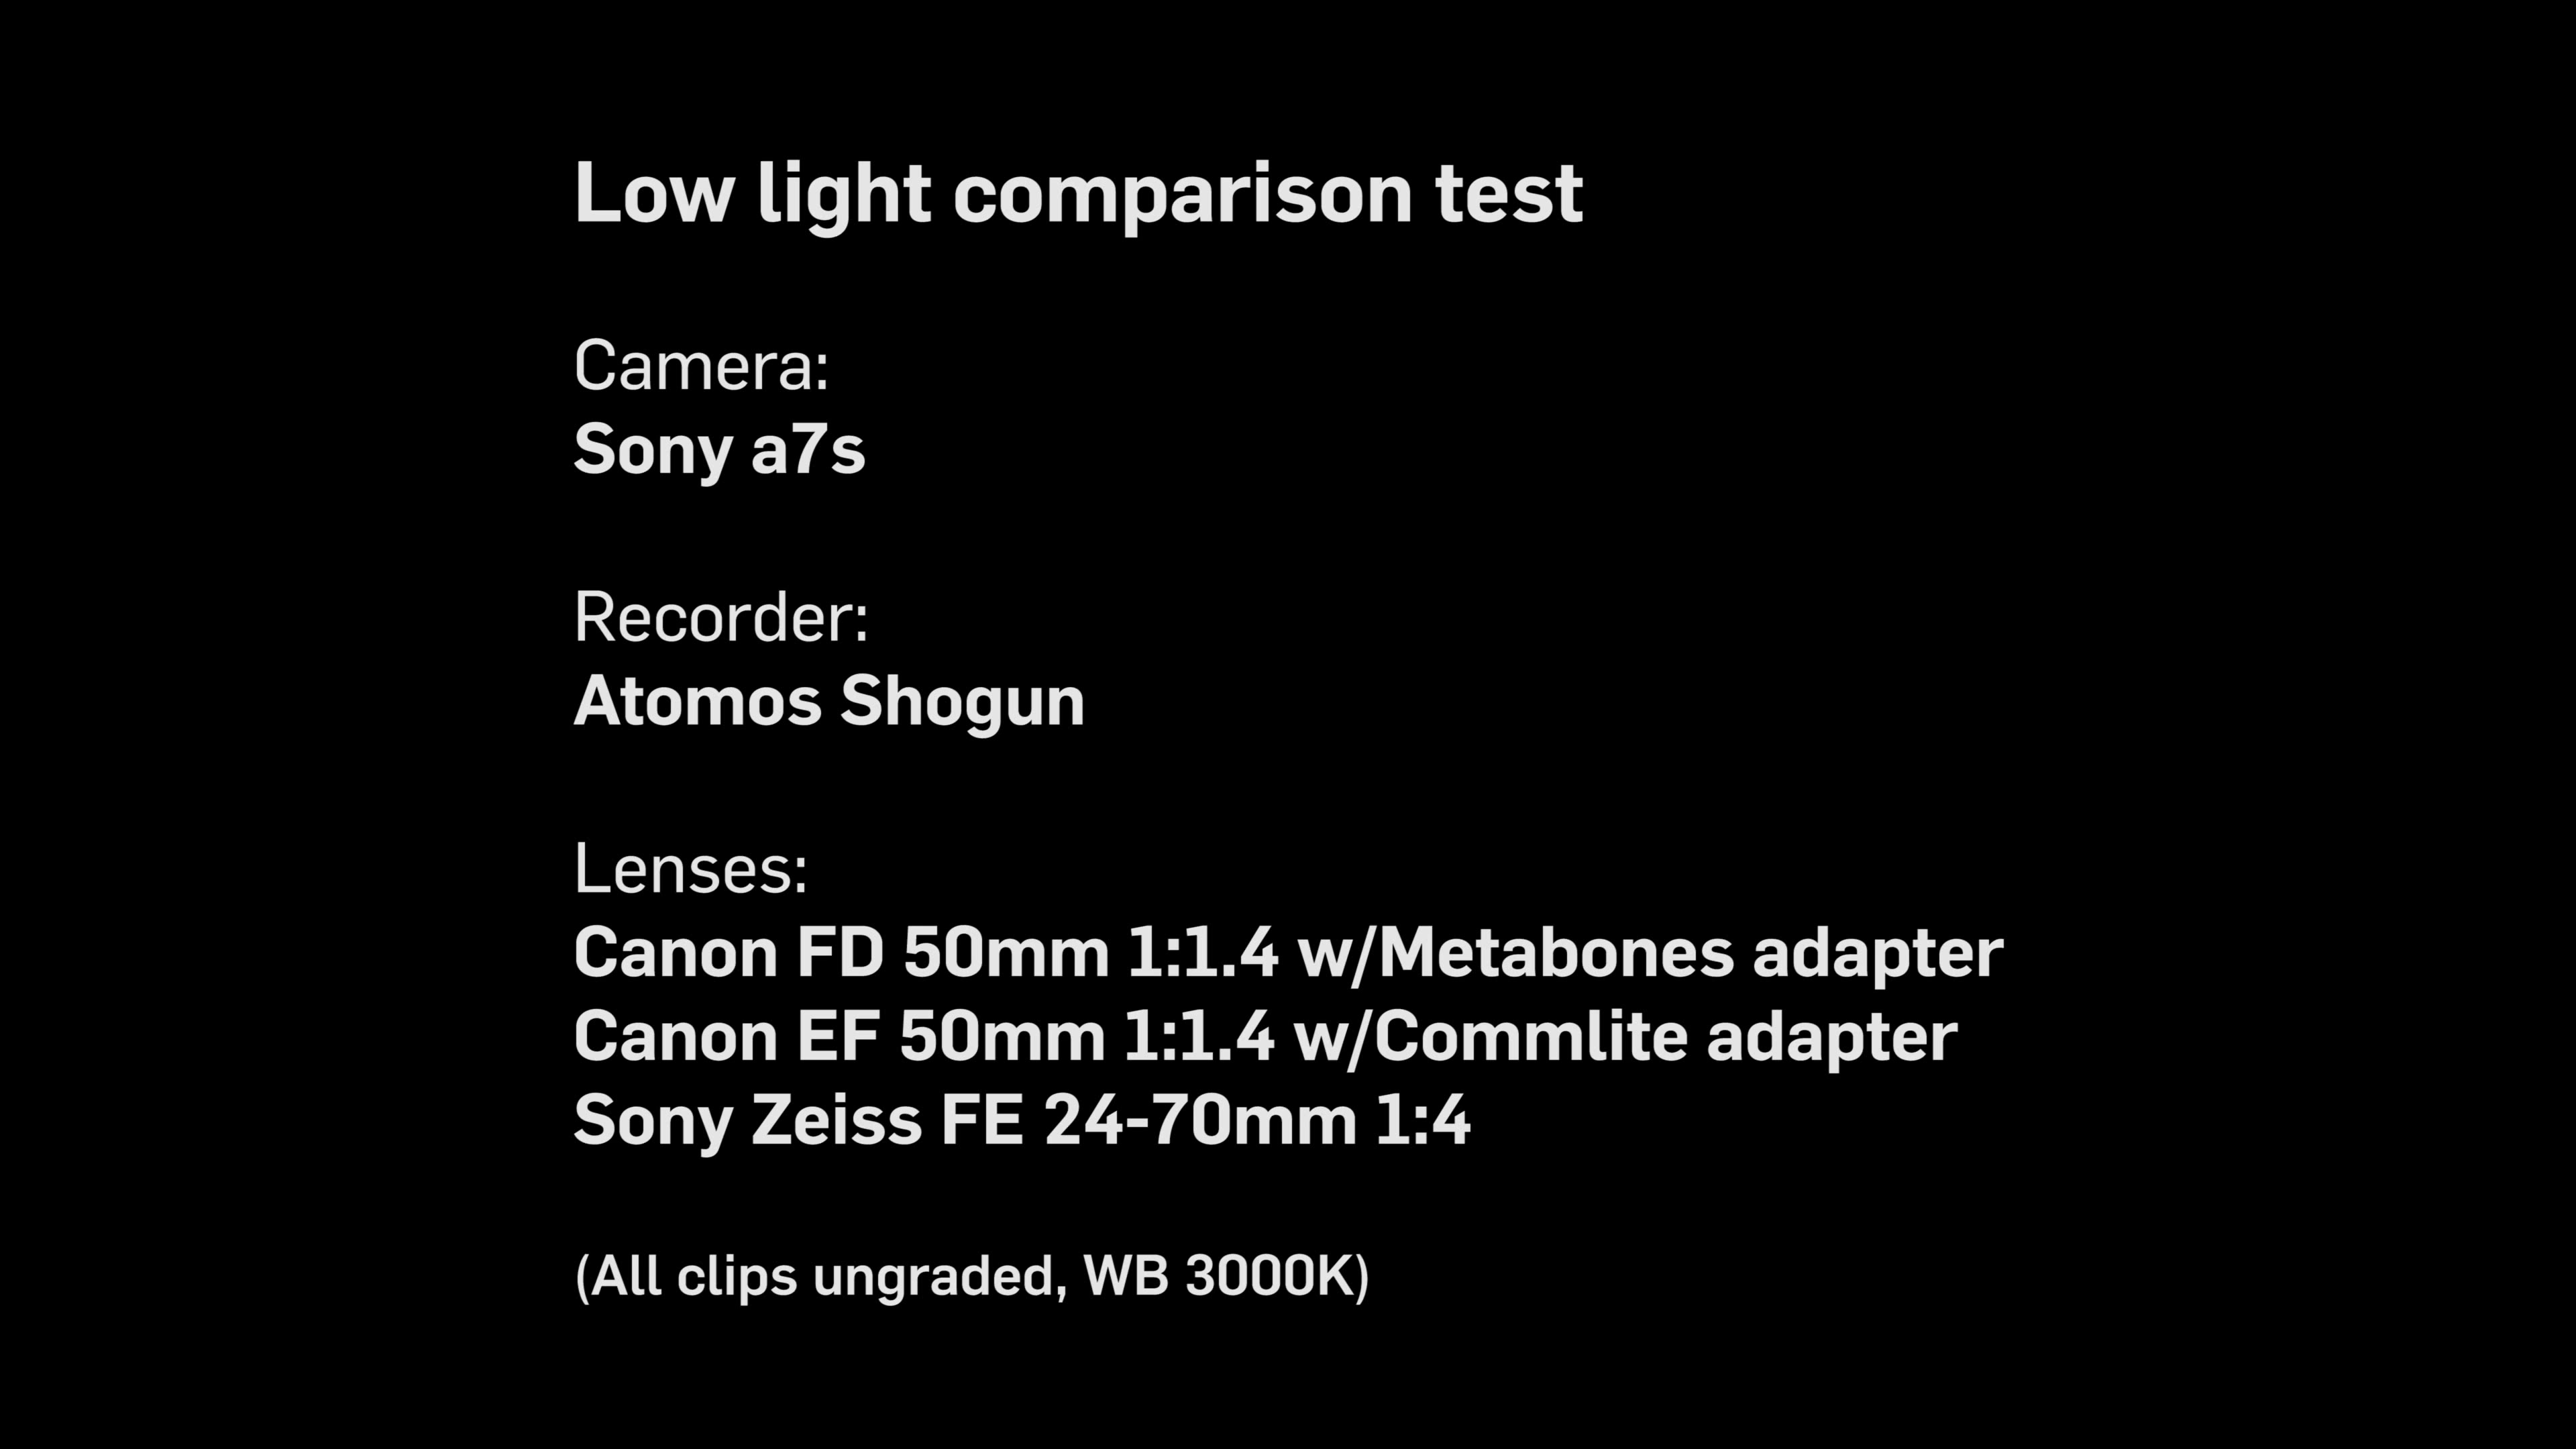 Low light comparison test
Camera:
Sony a7s
Recorder:
Atomos Shogun
Lenses:
Canon FD 50mm 1:1.4 w/Metabones adapter
Canon EF 50mm 1:1.4 w/Commlite adapter
Sony Zeiss FE 24-70mm 1:4
(All clips ungraded, WB 3000K)